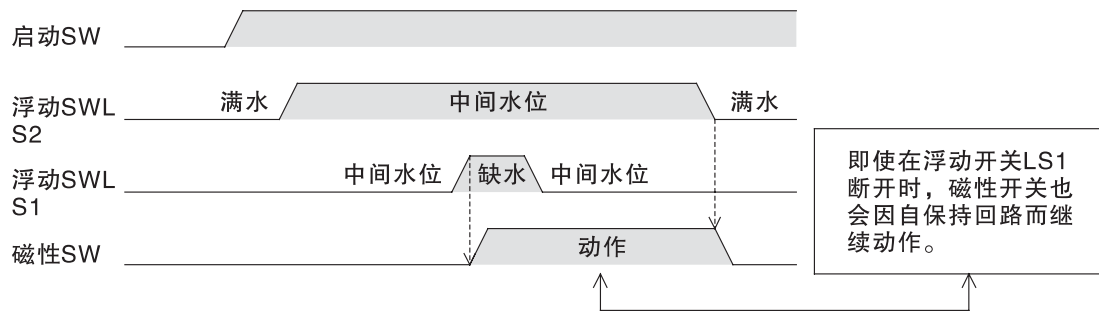 启动SW
浮动SWL
S2
满水
中间水位
满水
浮动SWL
S1
中间水位
缺水
中间水位
磁性SW
动作
即使在浮动开关LS1
断开时，磁性开关也
会因自保持回路而继
续动作。